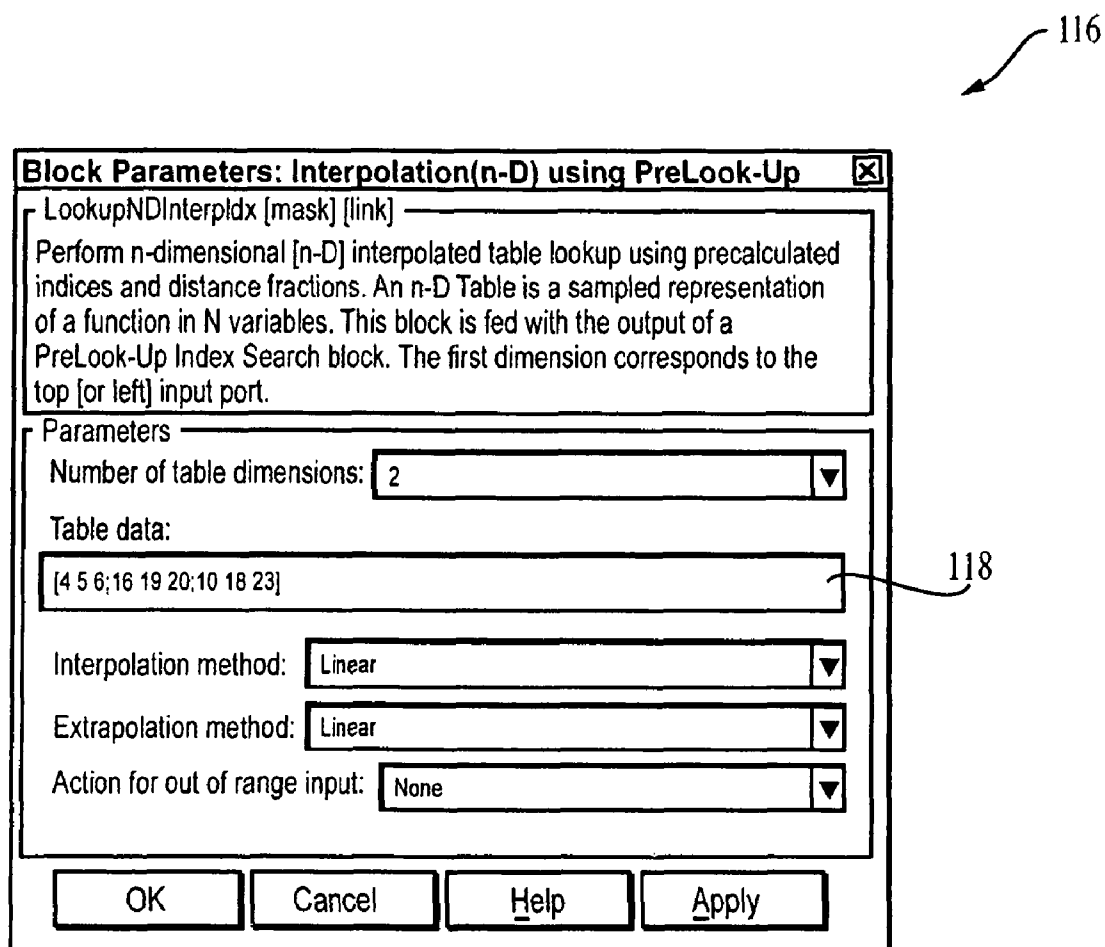 116
Block Parameters: Interpolation(n-D) using PreLook-Up
LookupNDInterpIdx [mask] [link]
Perform n-dimensional [n-D] interpolated table lookup using precalculated
indices and distance fractions. An n-D Table is a sampled representation
of a function in N variables. This block is fed with the output of a
PreLook-Up Index Search block. The first dimension corresponds to the
top [or left] input port.
Parameters
Number of table dimensions: 2
Table data:
[4 5 6;16 19 20;10 18 23]
118
Interpolation method: Linear
Extrapolation method: Linear
Action for out of range input: None
OK Cancel Help Apply